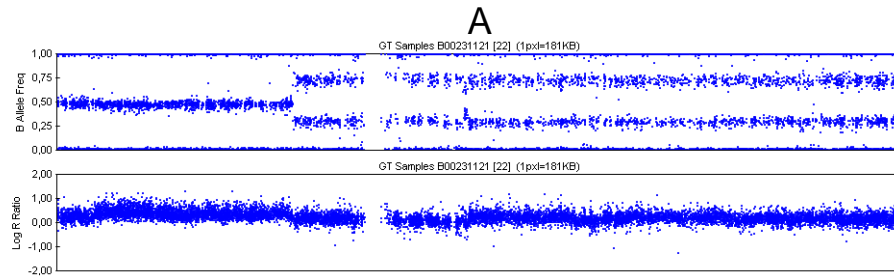 A
GT Samples B00231121 [22] (1pxl=181KB)
1,00
0,75
0,50
0,25
0,00
B Allele Freq
GT Samples B00231121 [22] (1pxl=181KB)
2,00
1,00
0,00
-1,00
-2,00
Log R Ratio